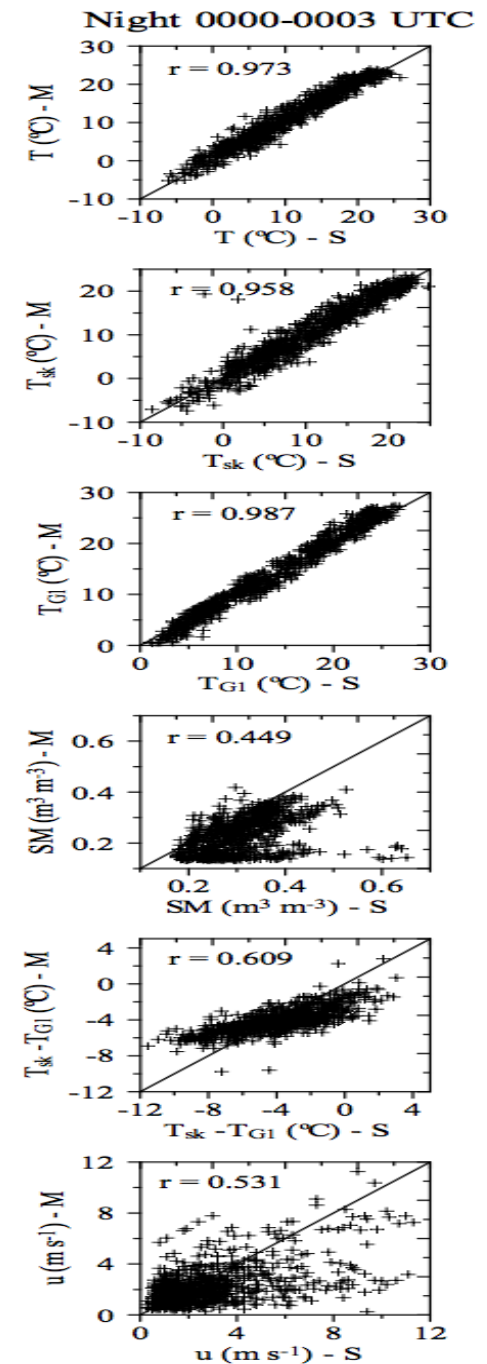 Night 0000-0003 UTC
30
20
10
0
-10
T (ºC) - M
r = 0.973
-10 0 10 20 30
T (ºC) - S
20
10
0
-10
Tsk (ºC) - M
r = 0.958
-10 0 10 20
Tsk (ºC) - S
30
20
10
0
TG1 (ºC) - M
r = 0.987
0 10 20 30
TG1 (ºC) - S
0.6
0.4
0.2
SM (m³ m⁻³) - M
r = 0.449
0.2 0.4 0.6
SM (m³ m⁻³) - S
4
0
-4
-8
-12
Tsk -TG1 (ºC) - M
r = 0.609
-12 -8 -4 0 4
Tsk -TG1 (ºC) - S
12
8
4
0
u (m s⁻¹) - M
r = 0.531
0 4 8 12
u (m s⁻¹) - S